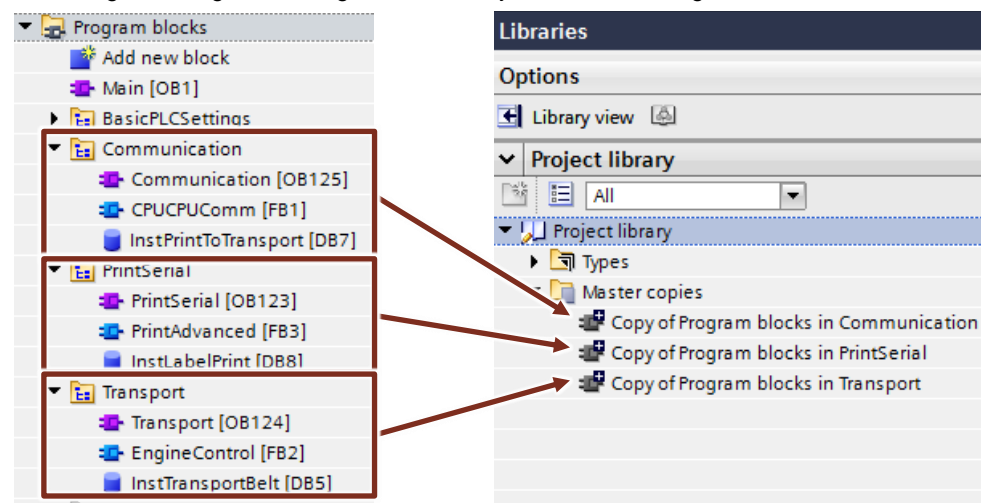 Program blocks
Add new block
Main [OB1]
BasicPLCSettings
Communication
Communication [OB125]
CPUCPUComm [FB1]
InstPrintToTransport [DB7]
PrintSerial
PrintSerial [OB123]
PrintAdvanced [FB3]
InstLabelPrint [DB8]
Transport
Transport [OB124]
EngineControl [FB2]
InstTransportBelt [DB5]
Libraries
Options
Library view
Project library
All
Project library
Types
Master copies
Copy of Program blocks in Communication
Copy of Program blocks in PrintSerial
Copy of Program blocks in Transport